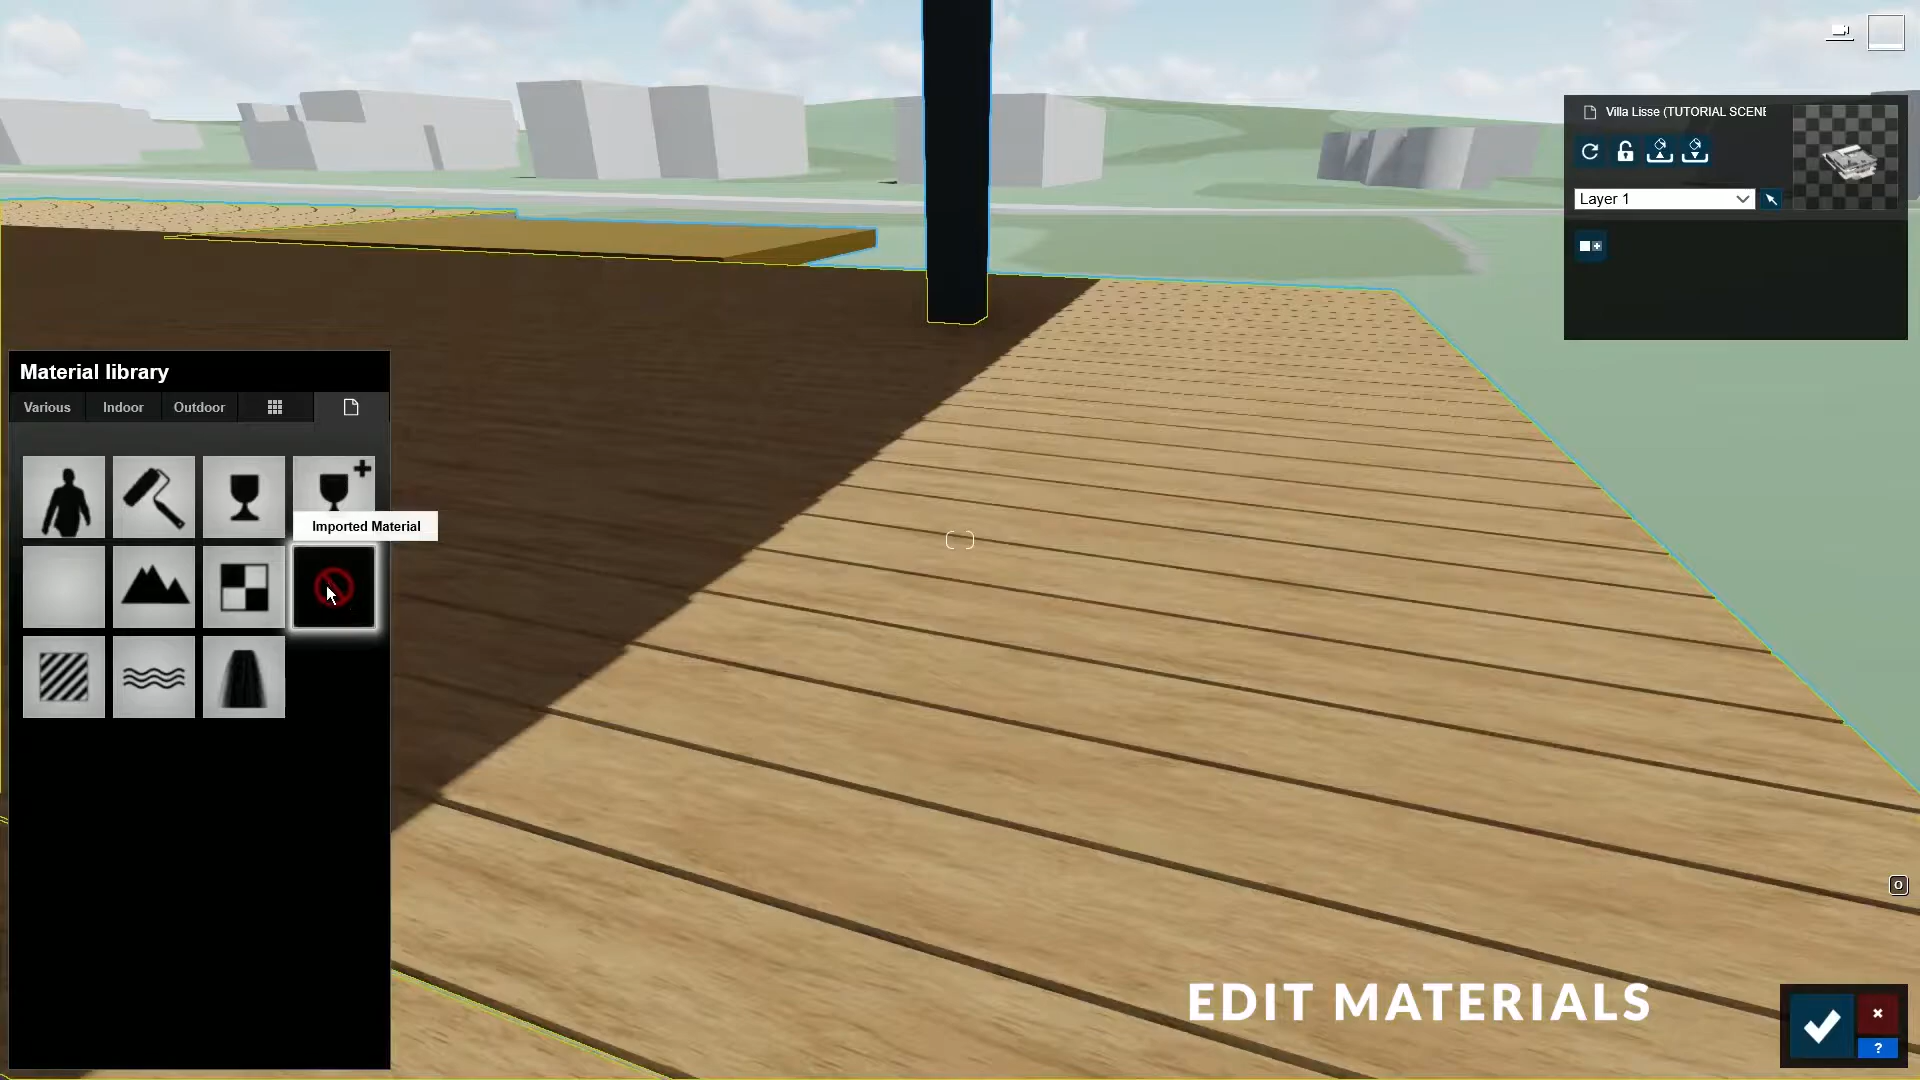 Villa Lisse (TUTORIAL SCENE
Layer 1
Material library
Various
Indoor
Outdoor
Imported Material
O
EDIT MATERIALS
?